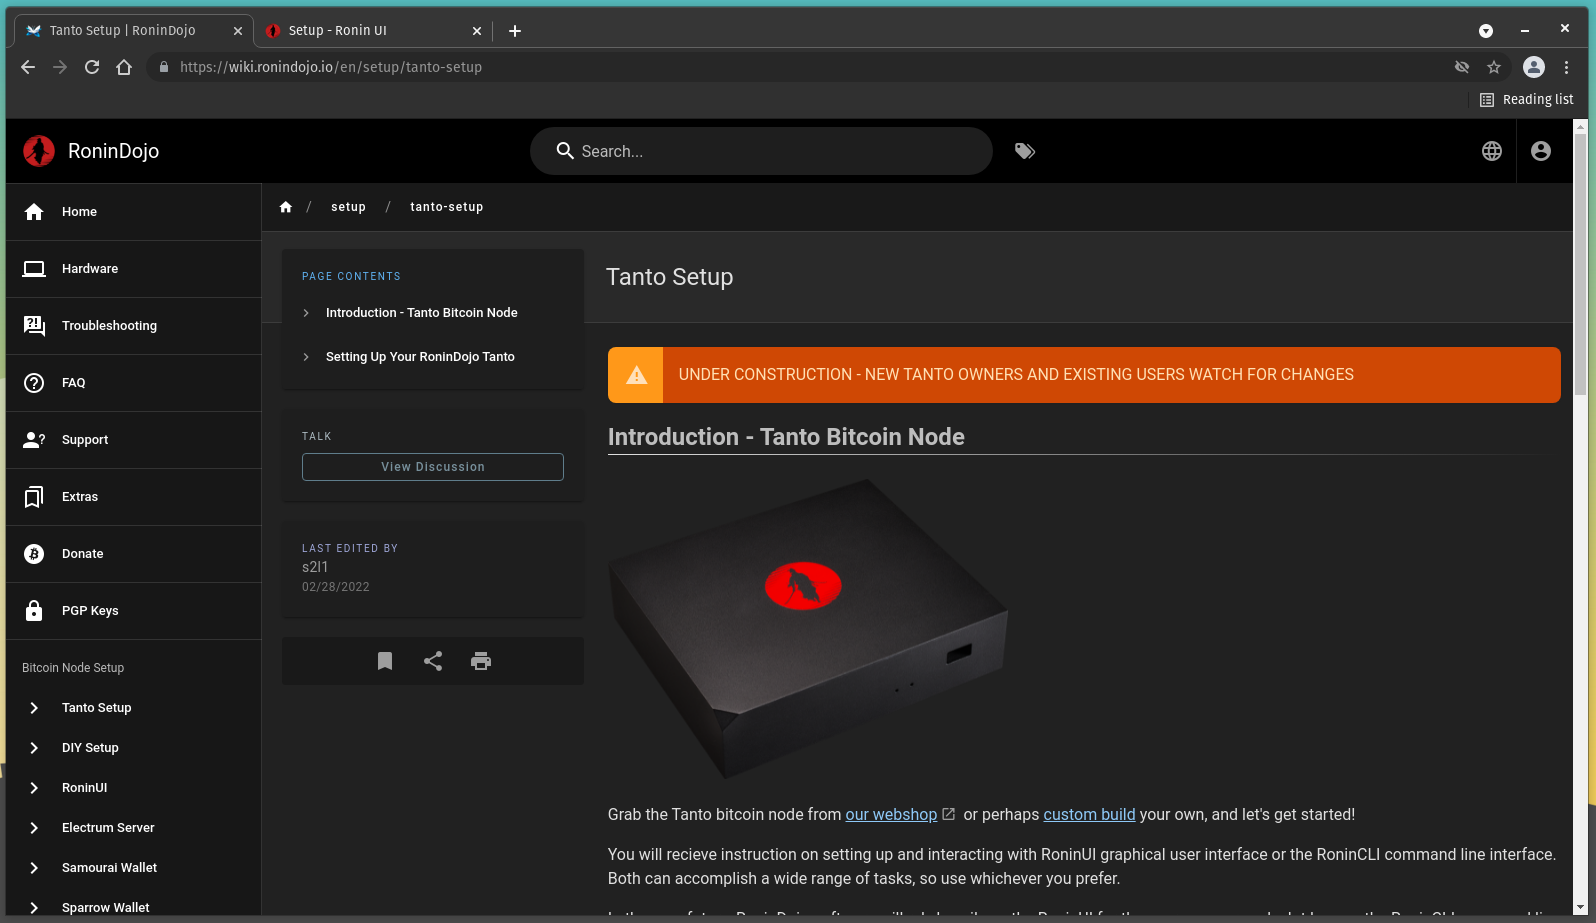 Tanto Setup | RoninDojo
Setup - Ronin UI
https://wiki.ronindojo.io/en/setup/tanto-setup
Reading list
RoninDojo
Search...
Home
Hardware
Troubleshooting
FAQ
Support
Extras
Donate
PGP Keys
Bitcoin Node Setup
Tanto Setup
DIY Setup
RoninUI
Electrum Server
Samourai Wallet
Sparrow Wallet
/ setup / tanto-setup
PAGE CONTENTS
Introduction - Tanto Bitcoin Node
Setting Up Your RoninDojo Tanto
TALK
View Discussion
LAST EDITED BY
s2l1
02/28/2022
Tanto Setup
UNDER CONSTRUCTION - NEW TANTO OWNERS AND EXISTING USERS WATCH FOR CHANGES
Introduction - Tanto Bitcoin Node
Grab the Tanto bitcoin node from our webshop or perhaps custom build your own, and let's get started!
You will recieve instruction on setting up and interacting with RoninUI graphical user interface or the RoninCLI command line interface.
Both can accomplish a wide range of tasks, so use whichever you prefer.